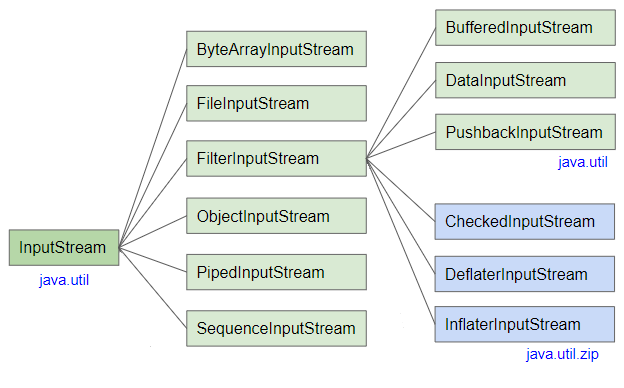 InputStream
java.util
ByteArrayInputStream
FileInputStream
FilterInputStream
ObjectInputStream
PipedInputStream
SequenceInputStream
BufferedInputStream
DataInputStream
PushbackInputStream
java.util
CheckedInputStream
DeflaterInputStream
InflaterInputStream
java.util.zip